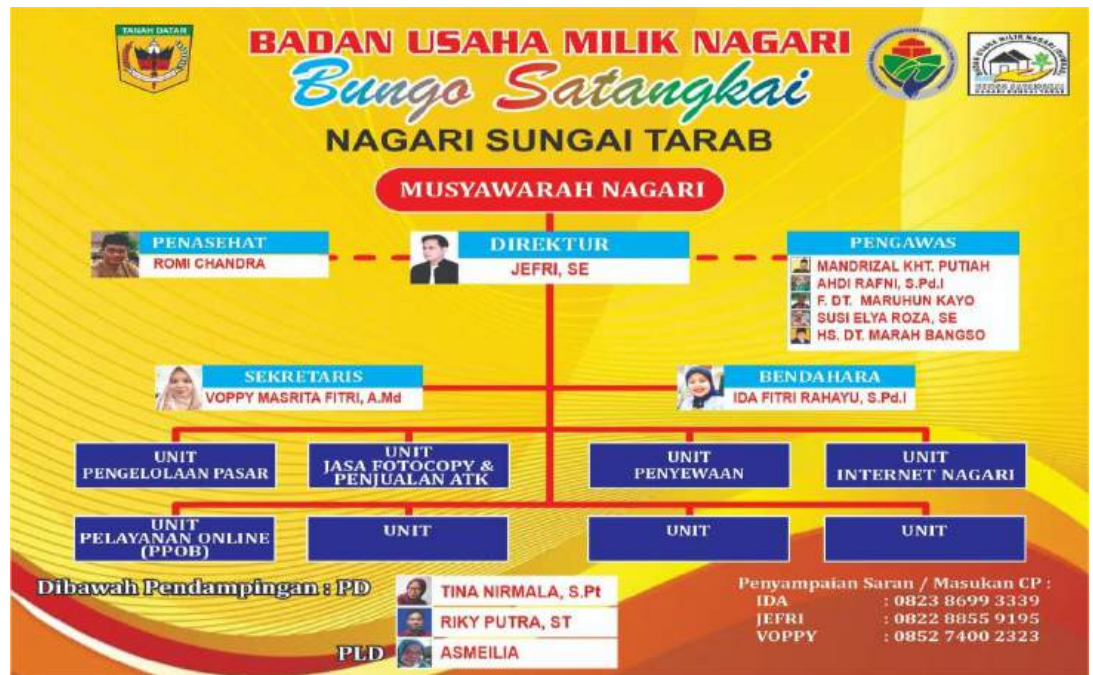 TANAH DATAR
BADAN USAHA MILIK NAGARI
Bungo Satangkai
NAGARI SUNGAI TARAB
MUSYAWARAH NAGARI
PENASEHAT
ROMI CHANDRA
DIREKTUR
JEFRI, SE
PENGAWAS
MANDRIZAL KHT. PUTIAH
AHDI RAFNI, S.Pd.I
F. DT. MARUHUN KAYO
SUSI ELYA ROZA, SE
HS. DT. MARAH BANGSO
SEKRETARIS
VOPPY MASRITA FITRI, A.Md
BENDAHARA
IDA FITRI RAHAYU, S.Pd.I
UNIT
PENGELOLAAN PASAR
UNIT
JASA FOTOCOPY &
PENJUALAN ATK
UNIT
PENYEWAAN
UNIT
INTERNET NAGARI
UNIT
PELAYANAN ONLINE
(PPOB)
UNIT
UNIT
UNIT
Dibawah Pendampingan : PD
TINA NIRMALA, S.Pt
RIKY PUTRA, ST
PLD
ASMEILIA
Penyampaian Saran / Masukan CP :
IDA : 0823 8699 3339
JEFRI : 0822 8855 9195
VOPPY : 0852 7400 2323